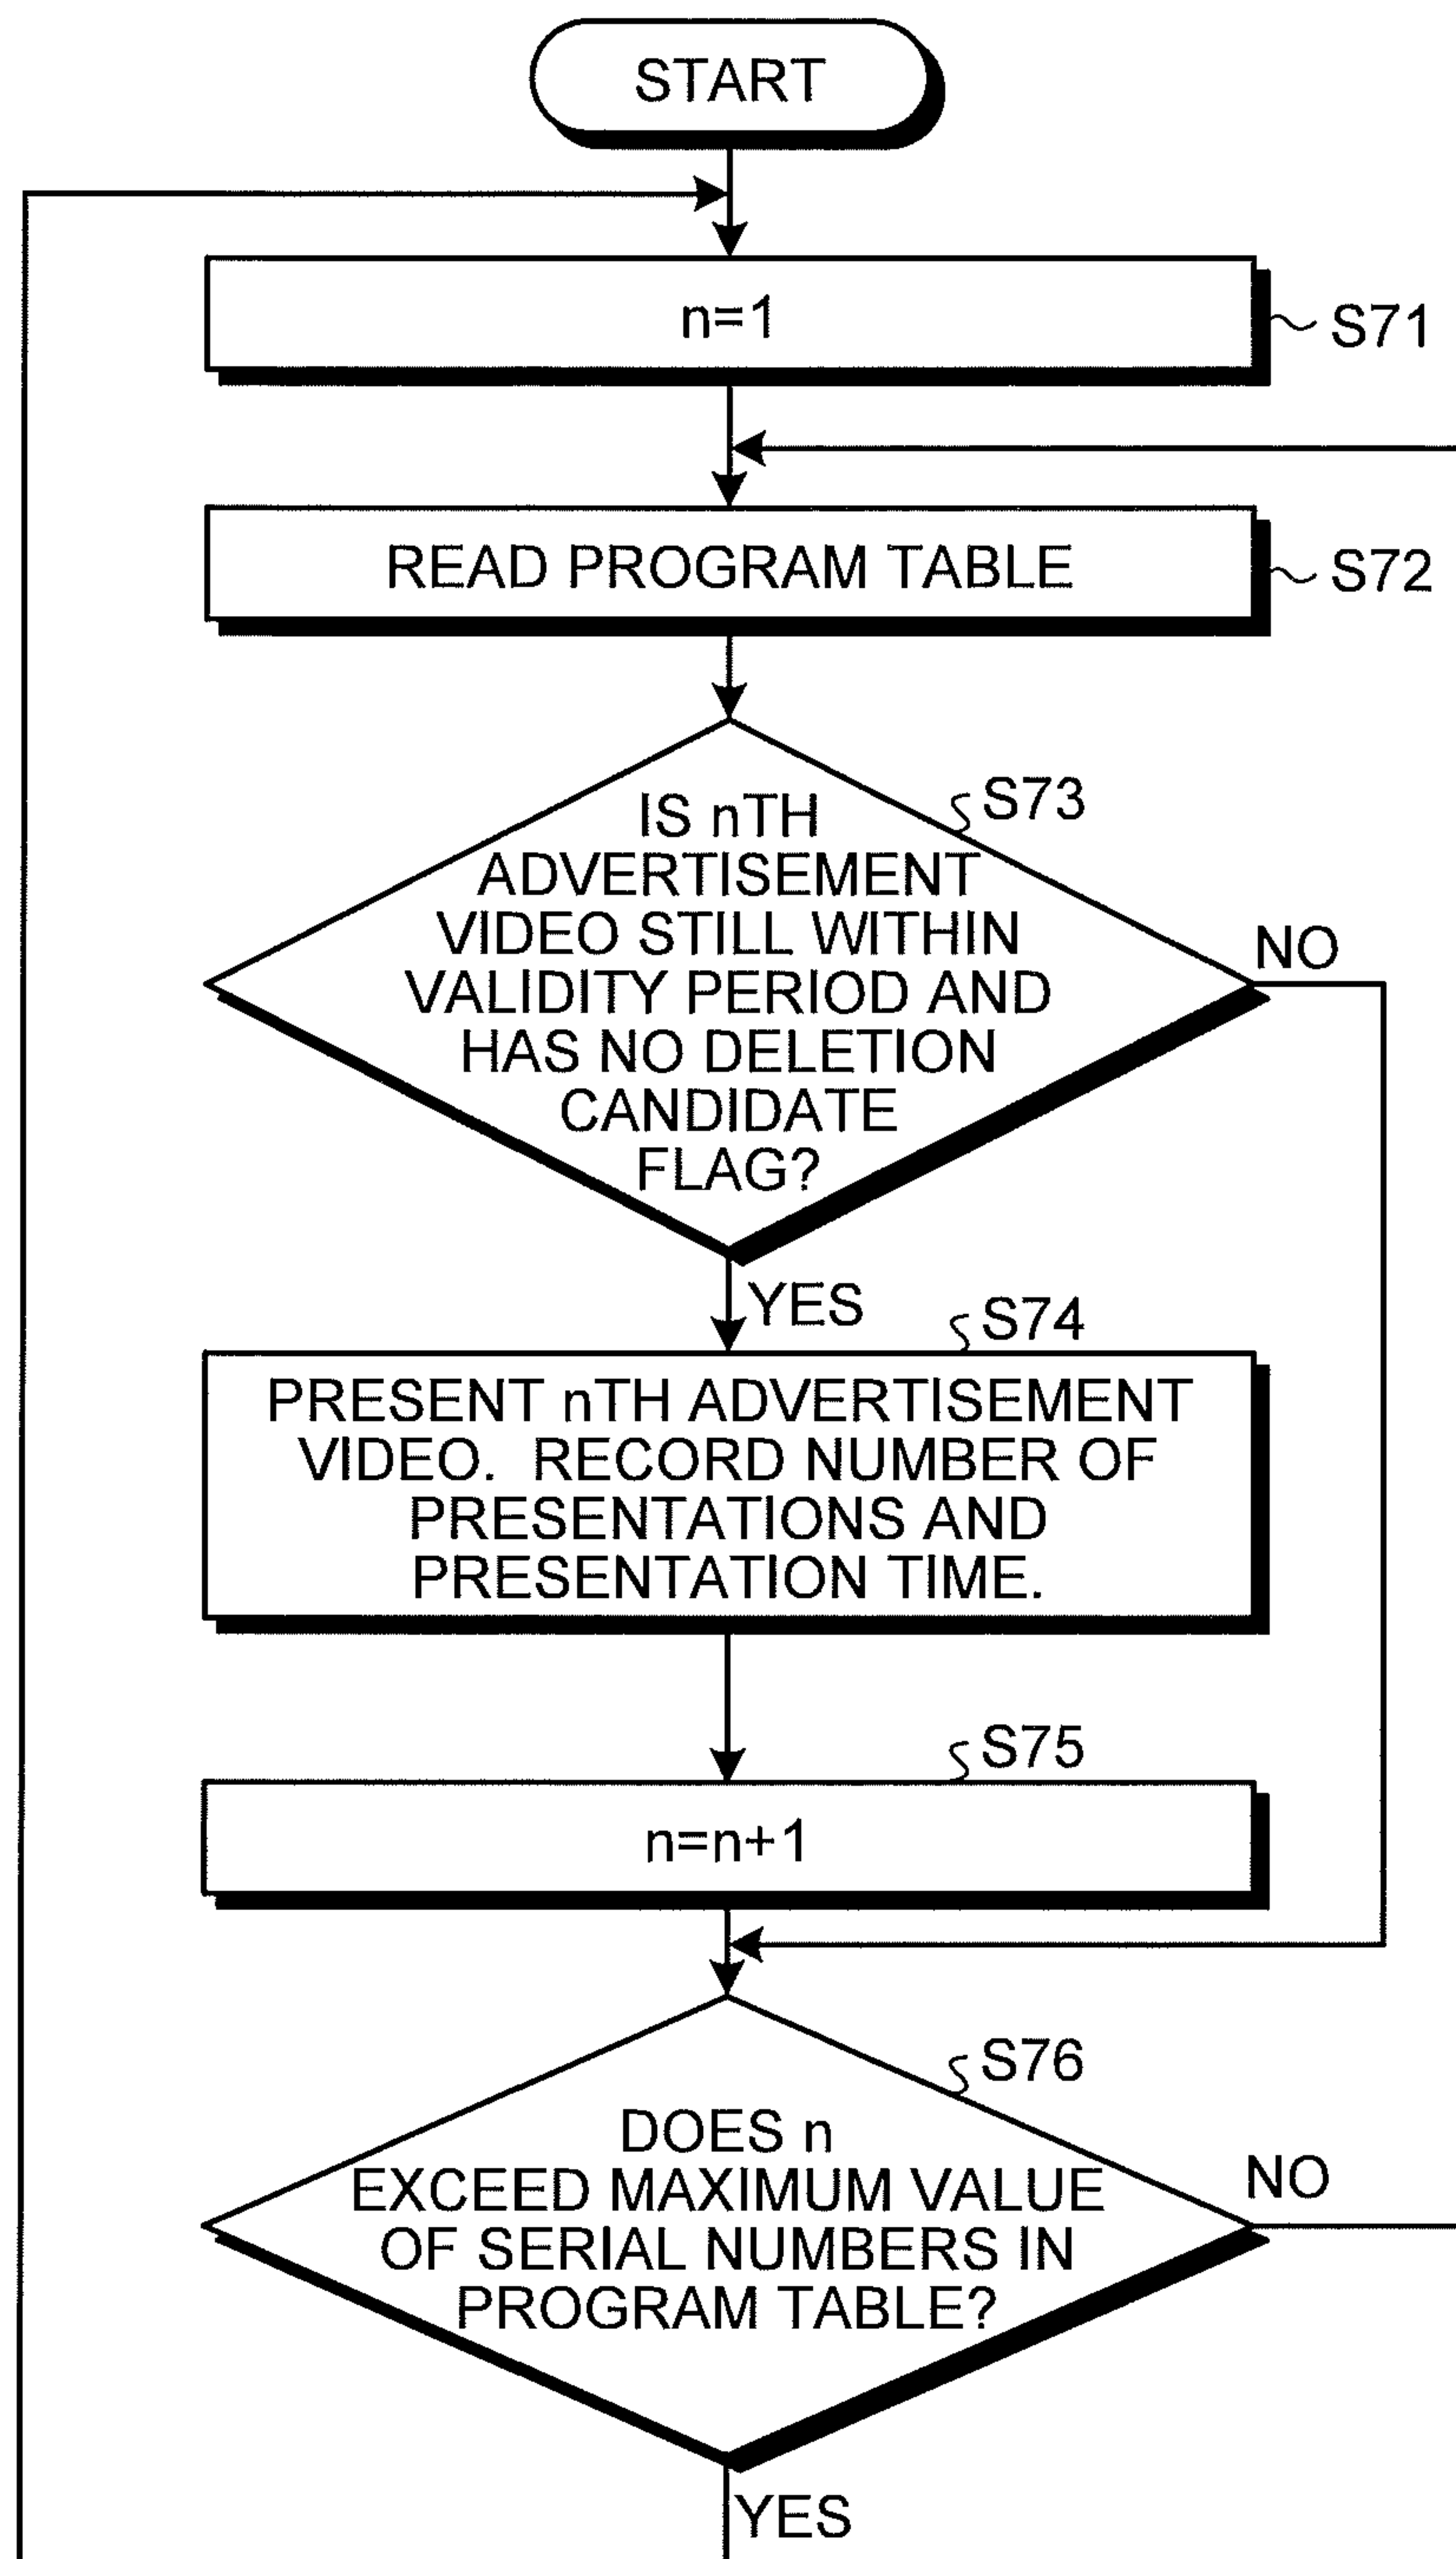 START
n=1
S71
READ PROGRAM TABLE
S72
S73
IS nTH
ADVERTISEMENT
VIDEO STILL WITHIN
VALIDITY PERIOD AND
HAS NO DELETION
CANDIDATE
FLAG?
NO
YES
S74
PRESENT nTH ADVERTISEMENT
VIDEO. RECORD NUMBER OF
PRESENTATIONS AND
PRESENTATION TIME.
S75
n=n+1
S76
DOES n
EXCEED MAXIMUM VALUE
OF SERIAL NUMBERS IN
PROGRAM TABLE?
NO
YES